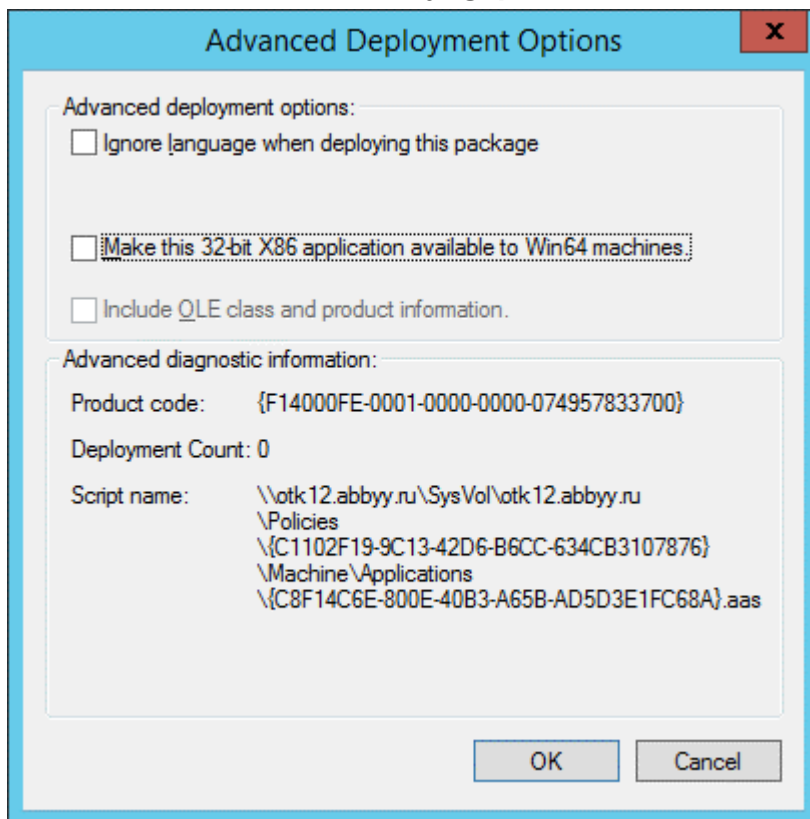 Advanced Deployment Options
x
Advanced deployment options:
Ignore language when deploying this package
Make this 32-bit X86 application available to Win64 machines.
Include OLE class and product information.
Advanced diagnostic information:
Product code: {F14000FE-0001-0000-0000-074957833700}
Deployment Count: 0
Script name: \\otk12.abbyy.ru\SysVol\otk12.abbyy.ru
\Policies
\{C1102F19-9C13-42D6-B6CC-634CB3107876}
\Machine\Applications
\{C8F14C6E-800E-40B3-A65B-AD5D3E1FC68A}.aas
OK Cancel